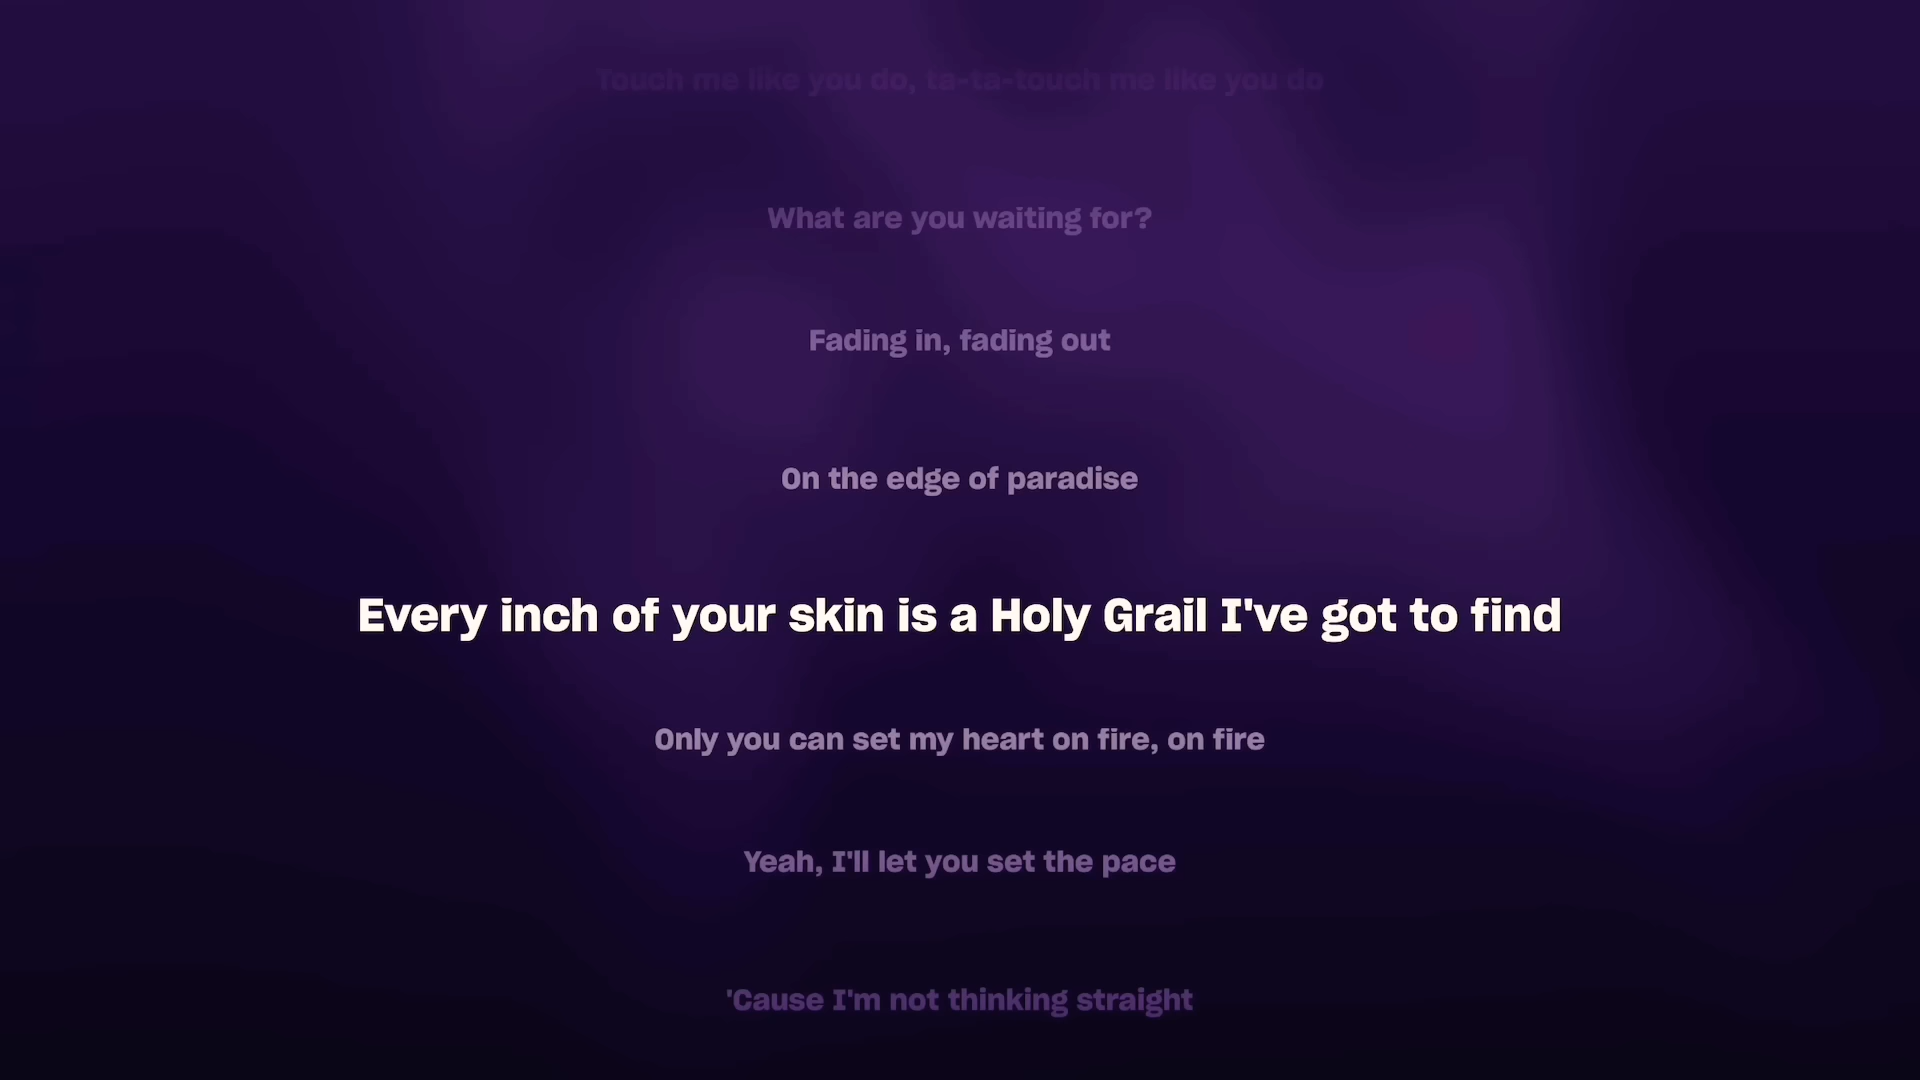 Touch me like you do, ta-ta-touch me like you do
What are you waiting for?
Fading in, fading out
On the edge of paradise
Every inch of your skin is a Holy Grail I've got to find
Only you can set my heart on fire, on fire
Yeah, I'll let you set the pace
'Cause I'm not thinking straight